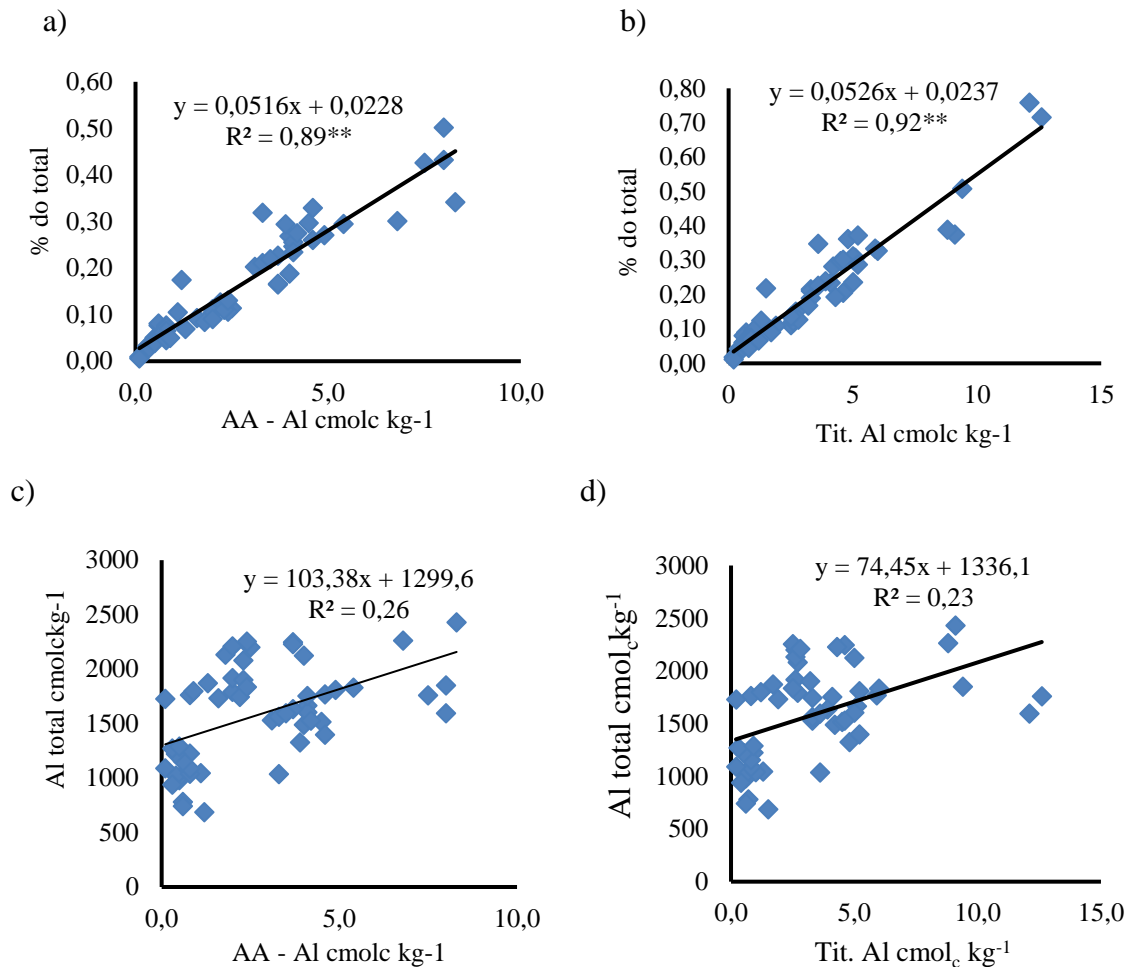 a)
0,60
0,50
0,40
0,30
0,20
0,10
0,00
% do total
y = 0,0516x + 0,0228
R² = 0,89**
0,0
5,0
10,0
AA - Al cmolc kg-1
b)
0,80
0,70
0,60
0,50
0,40
0,30
0,20
0,10
0,00
% do total
y = 0,0526x + 0,0237
R² = 0,92**
0
5
10
15
Tit. Al cmolc kg-1
c)
3000
2500
2000
1500
1000
500
0
Al total cmolckg-1
y = 103,38x + 1299,6
R² = 0,26
0,0
5,0
10,0
AA - Al cmolc kg-1
d)
3000
2500
2000
1500
1000
500
0
Al total cmol_c kg⁻¹
y = 74,45x + 1336,1
R² = 0,23
0,0
5,0
10,0
15,0
Tit. Al cmol_c kg⁻¹